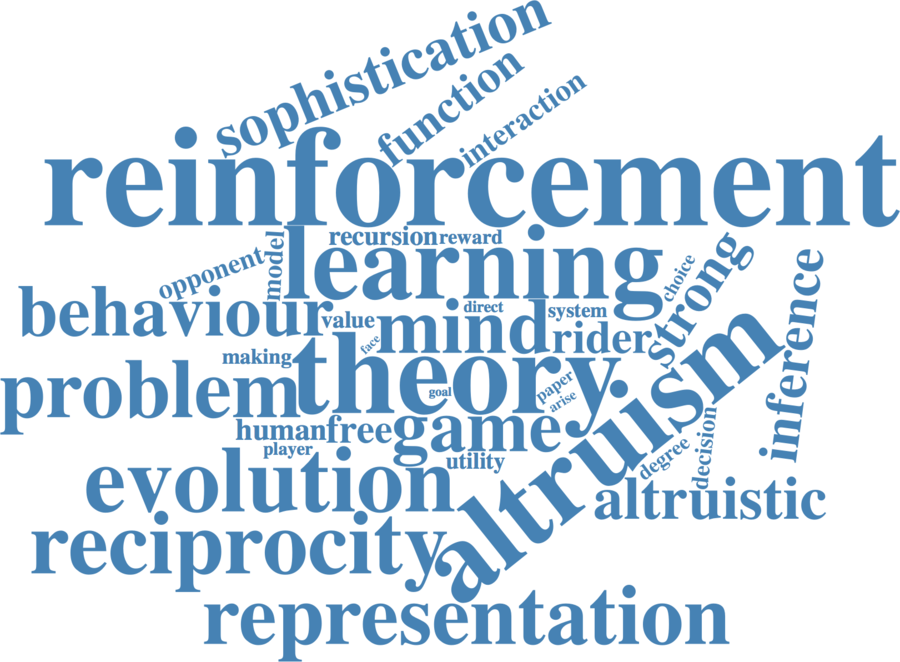 sophistication
function
interaction
reinforcement
recursion
reward
learning
opponent
model
choice
strong
inference
behaviour
value
direct
system
mind
rider
face
making
theory
problem
goal
paper
arise
altruism
human
free
game
player
utility
degree
decision
evolution
altruistic
reciprocity
representation